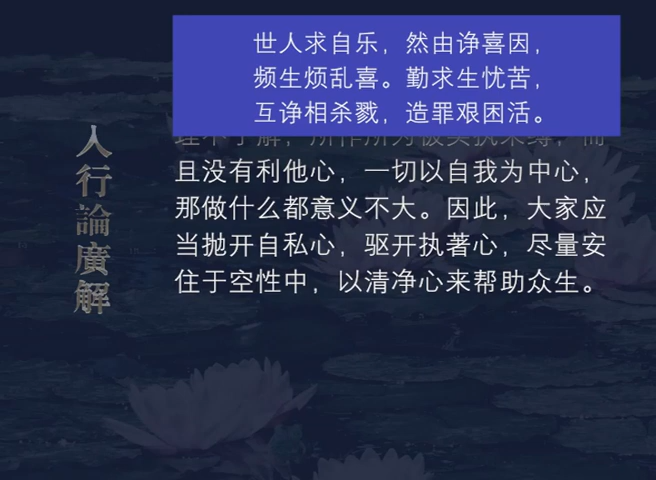 世人求自乐，然由诤喜因，
频生烦乱喜。勤求生忧苦，
互诤相杀戮，造罪艰困活。
且没有利他心，一切以自我为中心，
那做什么都意义不大。因此，大家应
当抛开自私心，驱开执著心，尽量安
住于空性中，以清净心来帮助众生。
入行論廣解